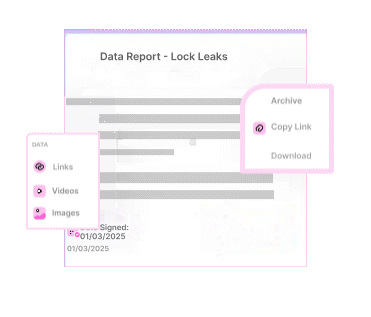 Data Report - Lock Leaks
Archive
Copy Link
Download
DATA
Links
Videos
Images
Signed:
01/03/2025
01/03/2025